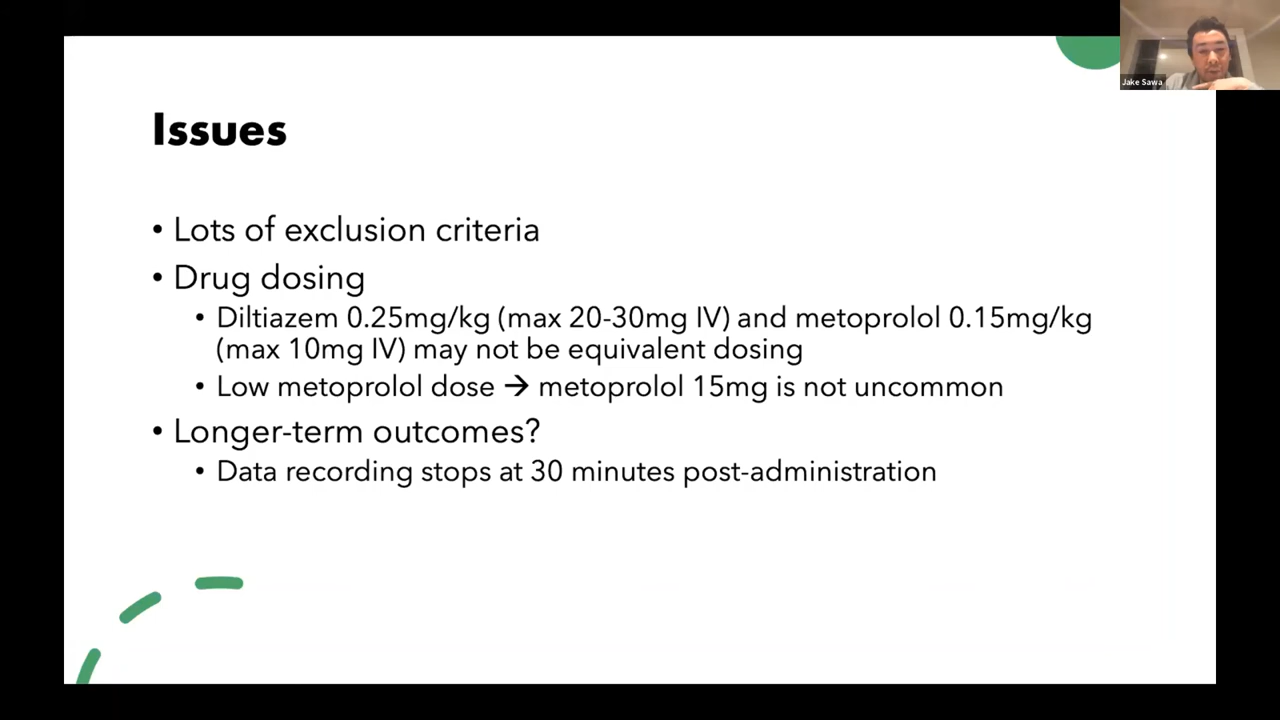 Jake Sawa
Issues
• Lots of exclusion criteria
• Drug dosing
• Diltiazem 0.25mg/kg (max 20-30mg IV) and metoprolol 0.15mg/kg
(max 10mg IV) may not be equivalent dosing
• Low metoprolol dose → metoprolol 15mg is not uncommon
• Longer-term outcomes?
• Data recording stops at 30 minutes post-administration